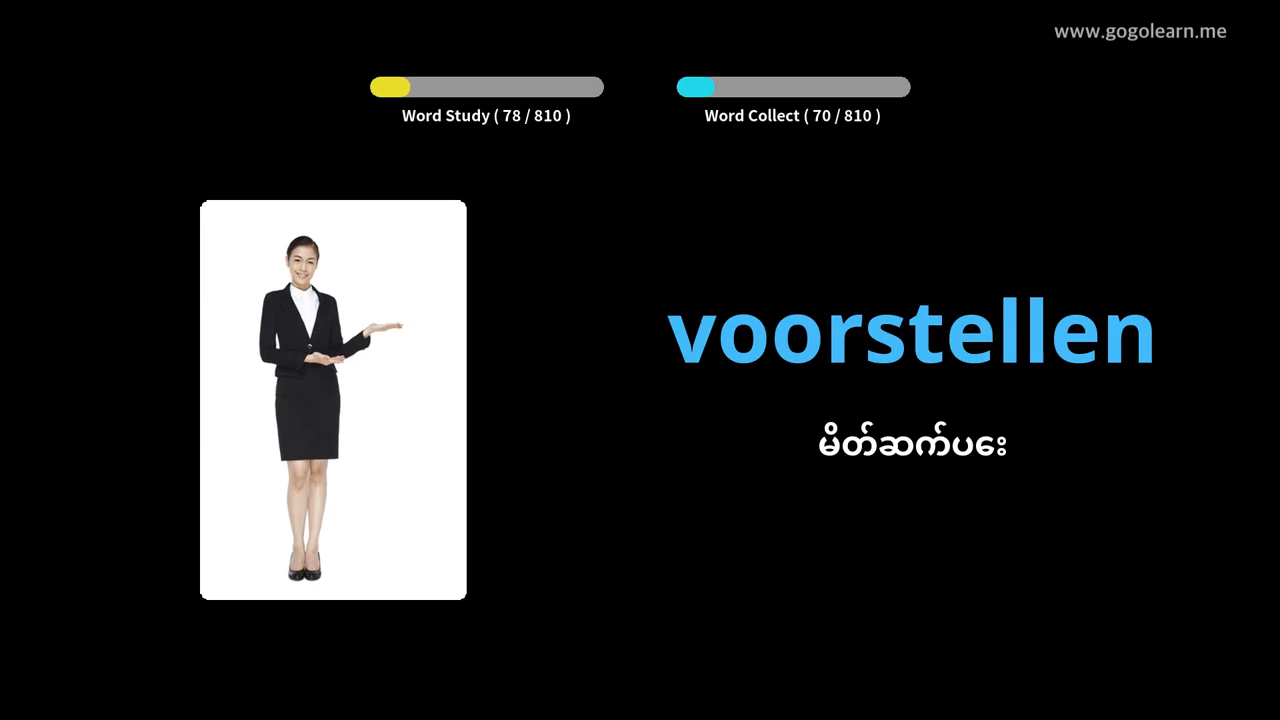 www.gogolearn.me
Word Study ( 78 / 810 )
Word Collect ( 70 / 810 )
voorstellen
မိတ်ဆက်ပေး